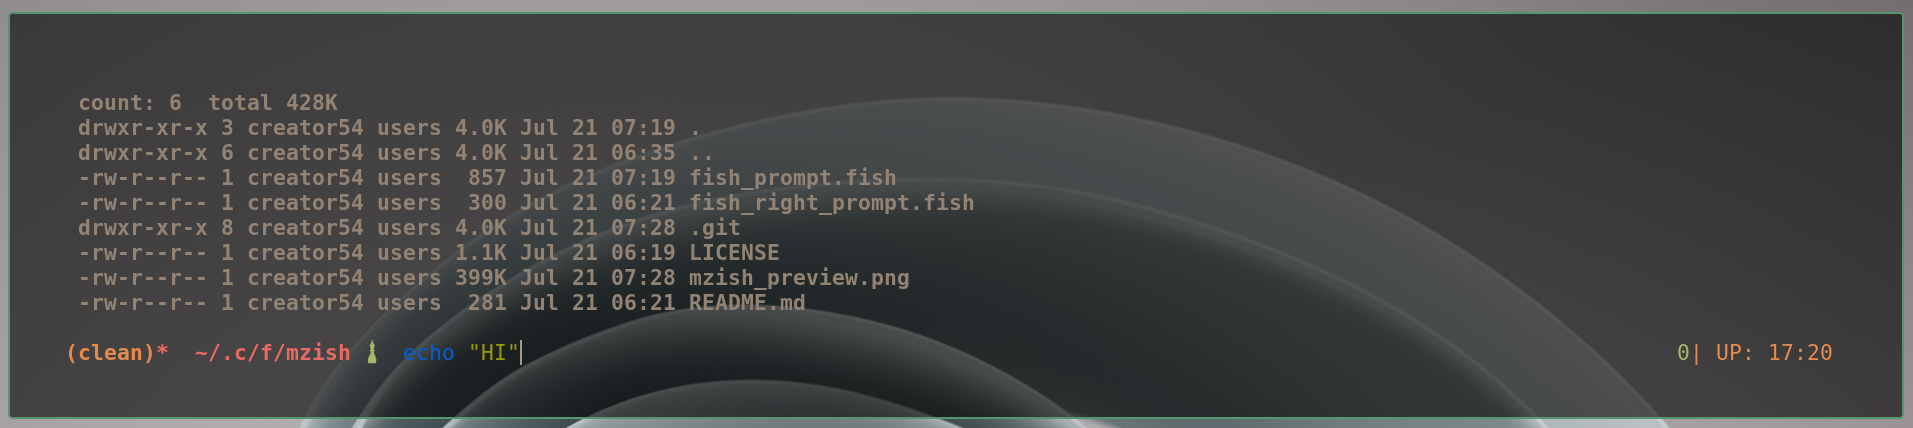 count: 6  total 428K
drwxr-xr-x 3 creator54 users 4.0K Jul 21 07:19 .
drwxr-xr-x 6 creator54 users 4.0K Jul 21 06:35 ..
-rw-r--r-- 1 creator54 users  857 Jul 21 07:19 fish_prompt.fish
-rw-r--r-- 1 creator54 users  300 Jul 21 06:21 fish_right_prompt.fish
drwxr-xr-x 8 creator54 users 4.0K Jul 21 07:28 .git
-rw-r--r-- 1 creator54 users 1.1K Jul 21 06:19 LICENSE
-rw-r--r-- 1 creator54 users 399K Jul 21 07:28 mzish_preview.png
-rw-r--r-- 1 creator54 users  281 Jul 21 06:21 README.md
(clean)*  ~/.c/f/mzish echo "HI" 0| UP: 17:20